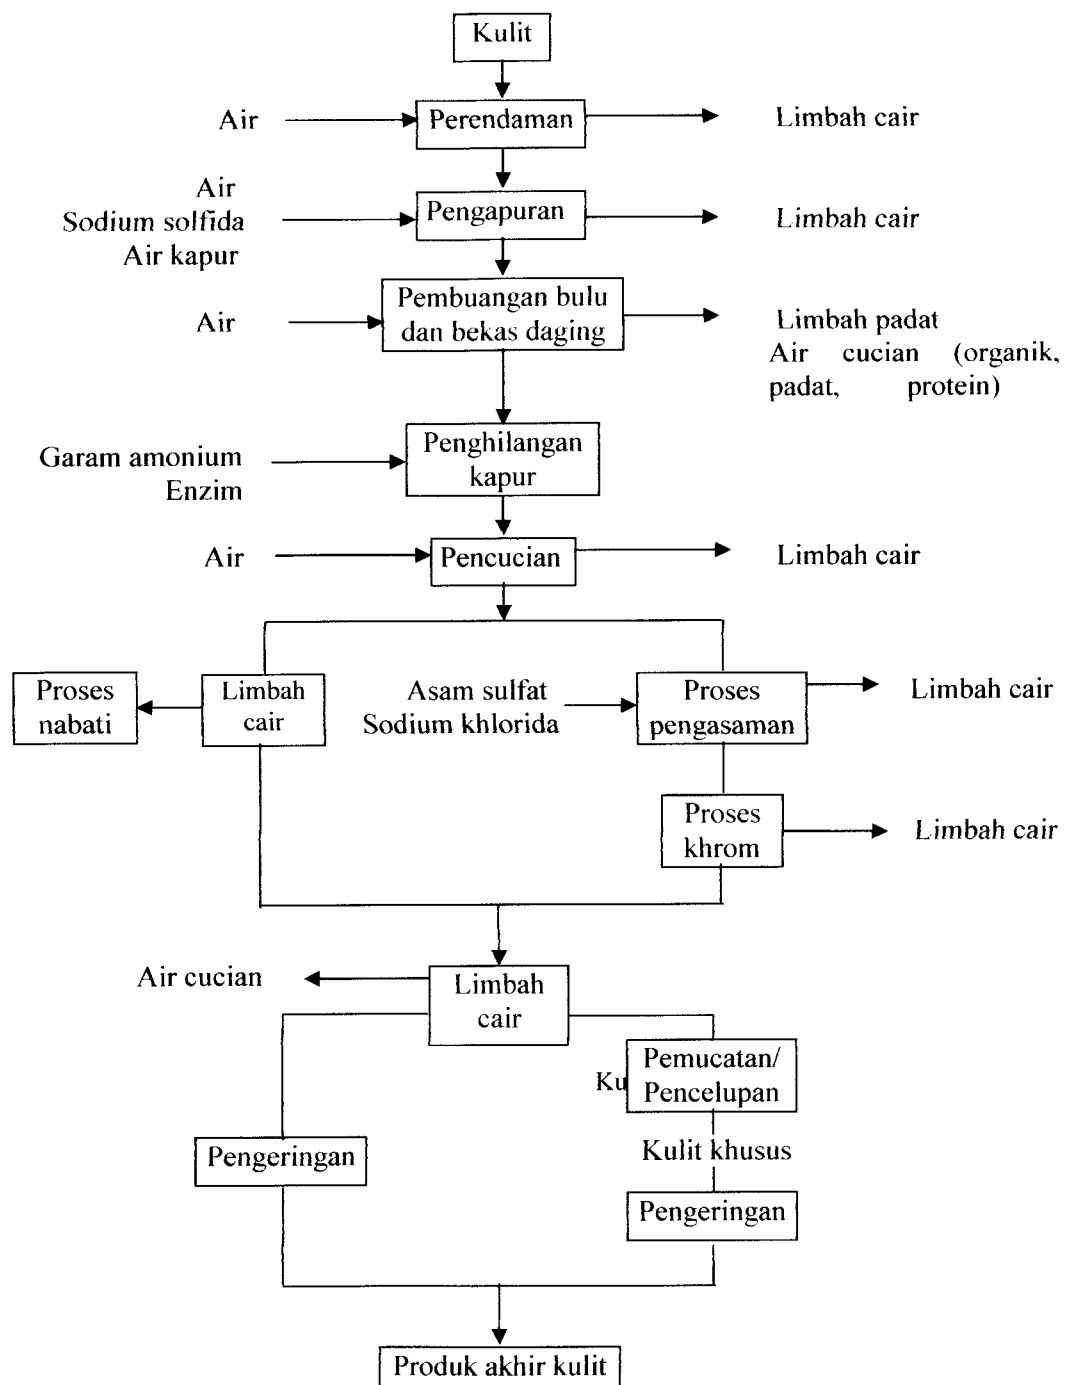 Kulit
Air
Perendaman
Limbah cair
Air
Sodium solfida
Air kapur
Pengapuran
Limbah cair
Air
Pembuangan bulu
dan bekas daging
Limbah padat
Air cucian (organik,
padat, protein)
Garam amonium
Enzim
Penghilangan
kapur
Air
Pencucian
Limbah cair
Proses
nabati
Limbah
cair
Asam sulfat
Sodium khlorida
Proses
pengasaman
Limbah cair
Proses
khrom
Limbah cair
Air cucian
Limbah
cair
Ku
Pemucatan/
Pencelupan
Kulit khusus
Pengeringan
Pengeringan
Produk akhir kulit